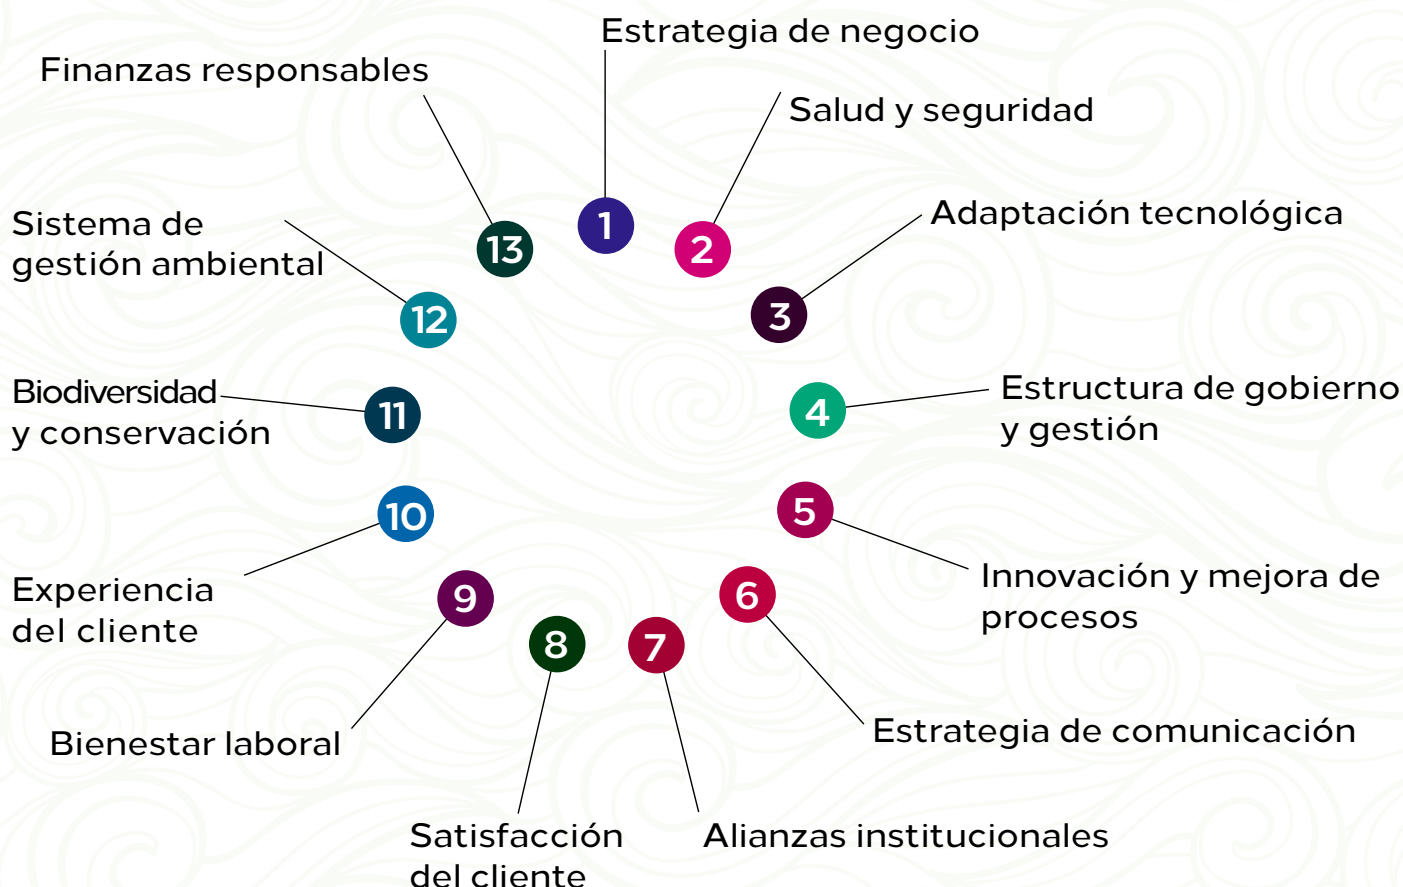 Estrategia de negocio
Finanzas responsables
Salud y seguridad
Sistema de
gestión ambiental
Adaptación tecnológica
1
2
13
3
12
Biodiversidad
y conservación
11
4
Estructura de gobierno
y gestión
10
5
Experiencia
del cliente
9
6
Innovación y mejora de
procesos
8
7
Bienestar laboral
Estrategia de comunicación
Satisfacción
del cliente
Alianzas institucionales